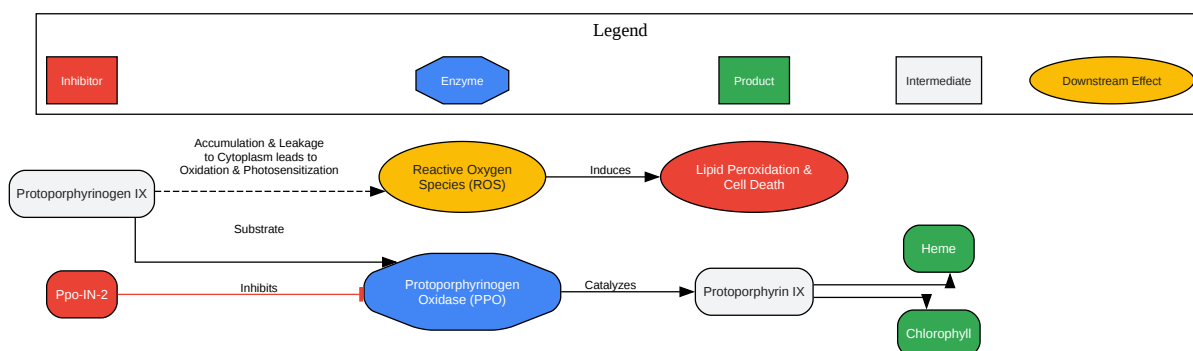 Legend
Inhibitor
Enzyme
Product
Intermediate
Downstream Effect
Accumulation & Leakage
to Cytoplasm leads to
Oxidation & Photosensitization
Protoporphyrinogen IX
Reactive Oxygen
Species (ROS)
Induces
Lipid Peroxidation &
Cell Death
Substrate
Ppo-IN-2
Inhibits
Protoporphyrinogen
Oxidase (PPO)
Catalyzes
Protoporphyrin IX
Heme
Chlorophyll